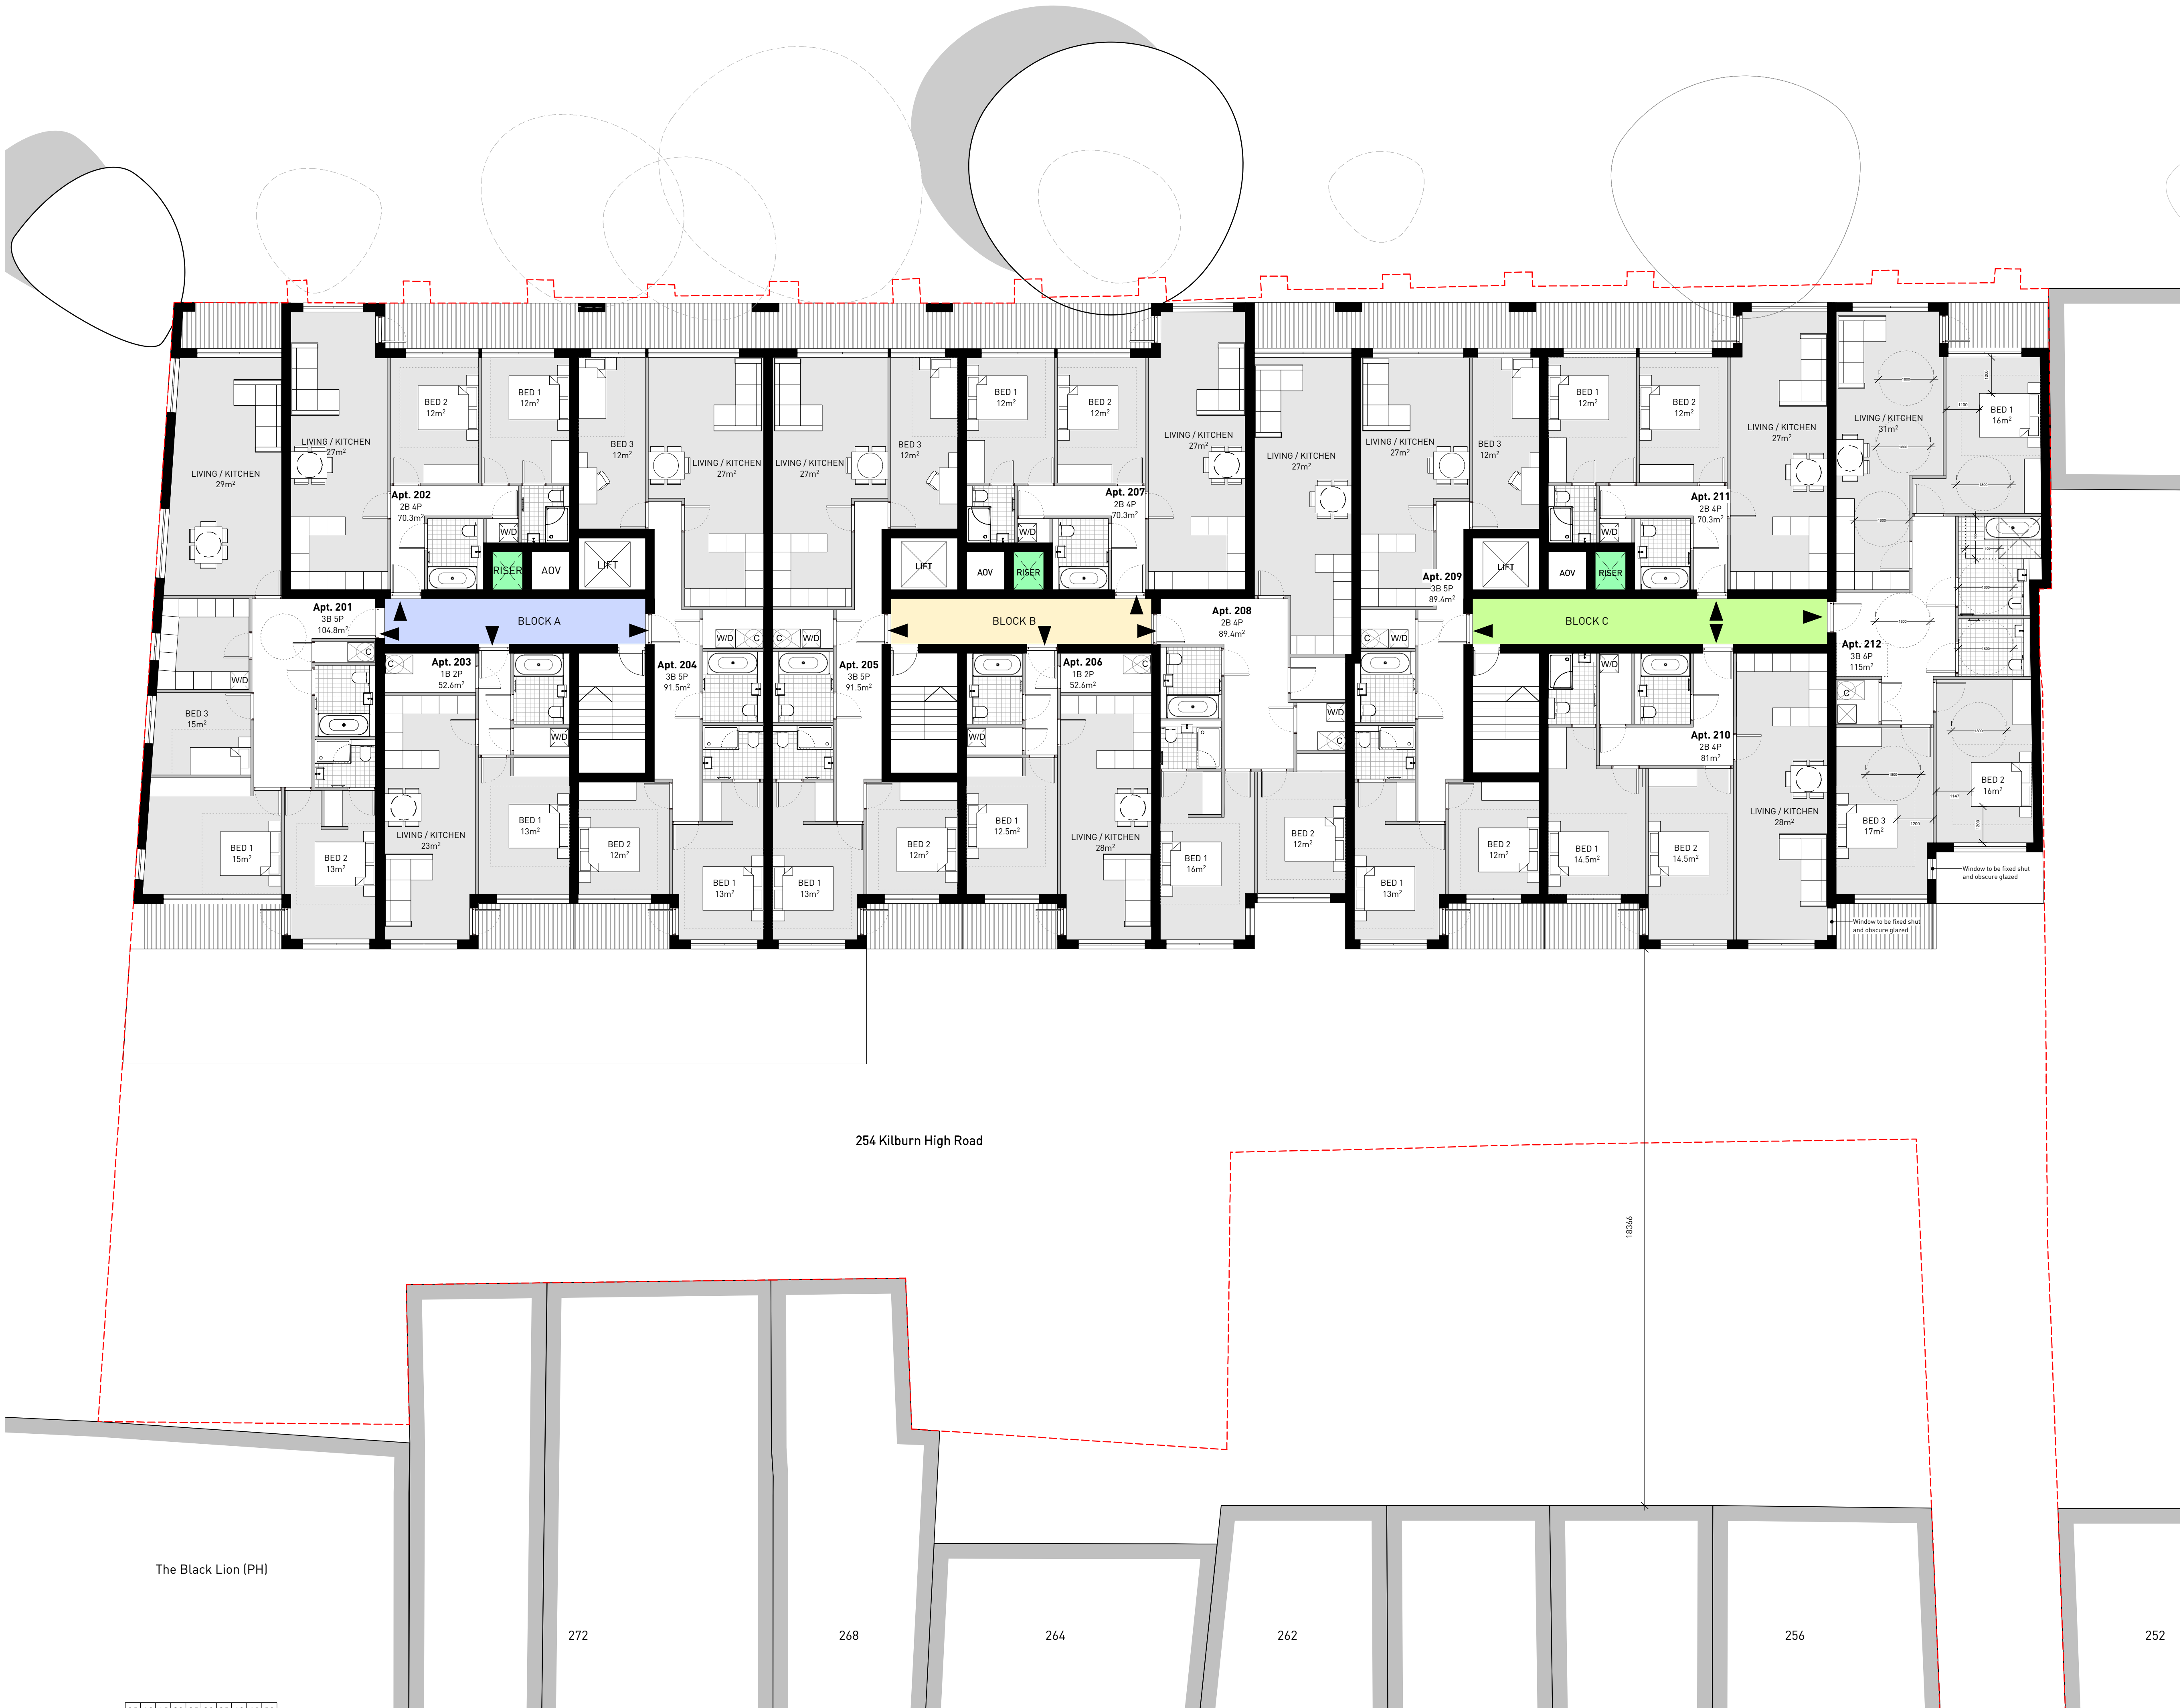 BED 2
12m²
BED 1
12m²
LIVING / KITCHEN
27m²
LIVING / KITCHEN
29m²
BED 3
12m²
LIVING / KITCHEN
27m²
LIVING / KITCHEN
27m²
BED 3
12m²
BED 1
12m²
BED 2
12m²
LIVING / KITCHEN
27m²
LIVING / KITCHEN
27m²
LIVING / KITCHEN
27m²
BED 3
12m²
BED 1
12m²
BED 2
12m²
LIVING / KITCHEN
27m²
LIVING / KITCHEN
31m²
BED 1
16m²
1200
1100
Apt. 202
2B 4P
70.3m²
Apt. 207
2B 4P
70.3m²
Apt. 211
2B 4P
70.3m²
W/D
W/D
W/D
RISER
AOV
LIFT
LIFT
AOV
RISER
LIFT
AOV
RISER
Apt. 201
3B 5P
104.8m²
BLOCK A
BLOCK B
Apt. 208
2B 4P
89.4m²
Apt. 209
3B 5P
89.4m²
BLOCK C
C
W/D
C
C
W/D
C
W/D
W/D
BED 3
15m²
C
Apt. 203
1B 2P
52.6m²
W/D
Apt. 204
3B 5P
91.5m²
Apt. 205
3B 5P
91.5m²
W/D
Apt. 206
1B 2P
52.6m²
C
W/D
C
W/D
Apt. 210
2B 4P
81m²
Apt. 212
3B 6P
115m²
C
BED 1
15m²
BED 2
13m²
LIVING / KITCHEN
23m²
BED 1
13m²
BED 2
12m²
BED 1
13m²
BED 1
13m²
BED 2
12m²
BED 1
12.5m²
LIVING / KITCHEN
28m²
BED 1
16m²
BED 2
12m²
BED 1
13m²
BED 2
12m²
BED 1
14.5m²
BED 2
14.5m²
LIVING / KITCHEN
28m²
BED 3
17m²
BED 2
16m²
1147
1200
1200
Window to be fixed shut
and obscure glazed
Window to be fixed shut
and obscure glazed
254 Kilburn High Road
18366
The Black Lion (PH)
272
268
264
262
256
252